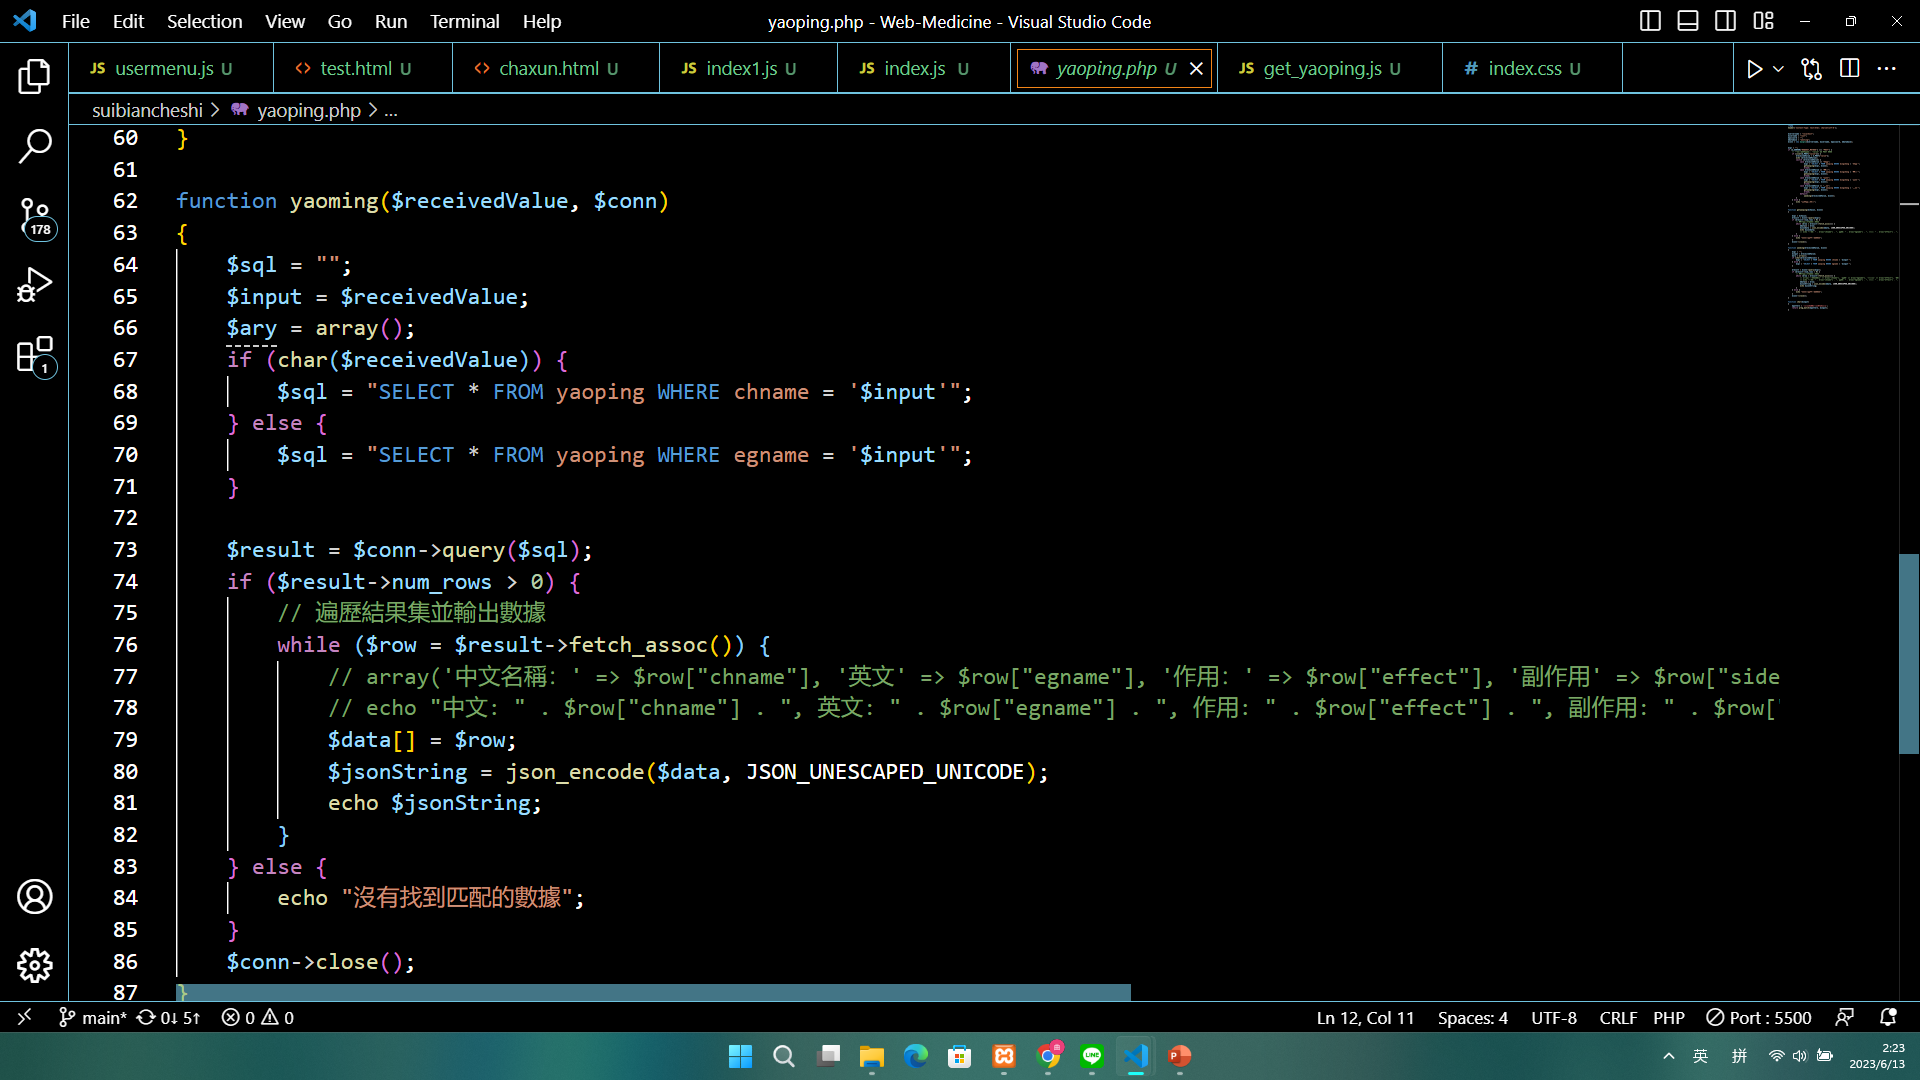 File Edit Selection View Go Run Terminal Help
yaoping.php - Web-Medicine - Visual Studio Code
JS usermenu.js U
<> test.html U
<> chaxun.html U
JS index1.js U
JS index.js U
yaoping.php U
JS get_yaoping.js U
# index.css U
suibiancheshi > yaoping.php > ...
60 }
61
62 function yaoming($receivedValue, $conn)
63 {
64 $sql = "";
65 $input = $receivedValue;
66 $ary = array();
67 if (char($receivedValue)) {
68 $sql = "SELECT * FROM yaoping WHERE chname = '$input'";
69 } else {
70 $sql = "SELECT * FROM yaoping WHERE egname = '$input'";
71 }
72
73 $result = $conn->query($sql);
74 if ($result->num_rows > 0) {
75 // 遍歷結果集並輸出數據
76 while ($row = $result->fetch_assoc()) {
77 // array('中文名稱：' => $row["chname"], '英文' => $row["egname"], '作用：' => $row["effect"], '副作用' => $row["side
78 // echo "中文: " . $row["chname"] . ", 英文: " . $row["egname"] . ", 作用: " . $row["effect"] . ", 副作用: " . $row['
79 $data[] = $row;
80 $jsonString = json_encode($data, JSON_UNESCAPED_UNICODE);
81 echo $jsonString;
82 }
83 } else {
84 echo "沒有找到匹配的數據";
85 }
86 $conn->close();
87 }
178
1
main* 0↓ 5↑ 0 0
Ln 12, Col 11 Spaces: 4 UTF-8 CRLF PHP Port : 5500
英 拼 2:23
2023/6/13